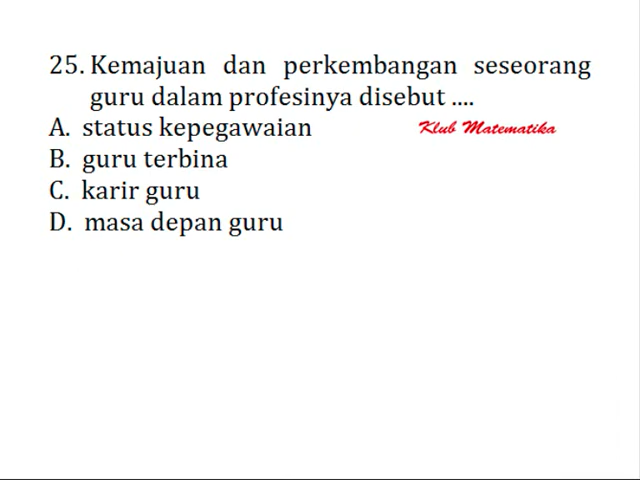 25. Kemajuan dan perkembangan seseorang
guru dalam profesinya disebut ....
A. status kepegawaian
Klub Matematika
B. guru terbina
C. karir guru
D. masa depan guru